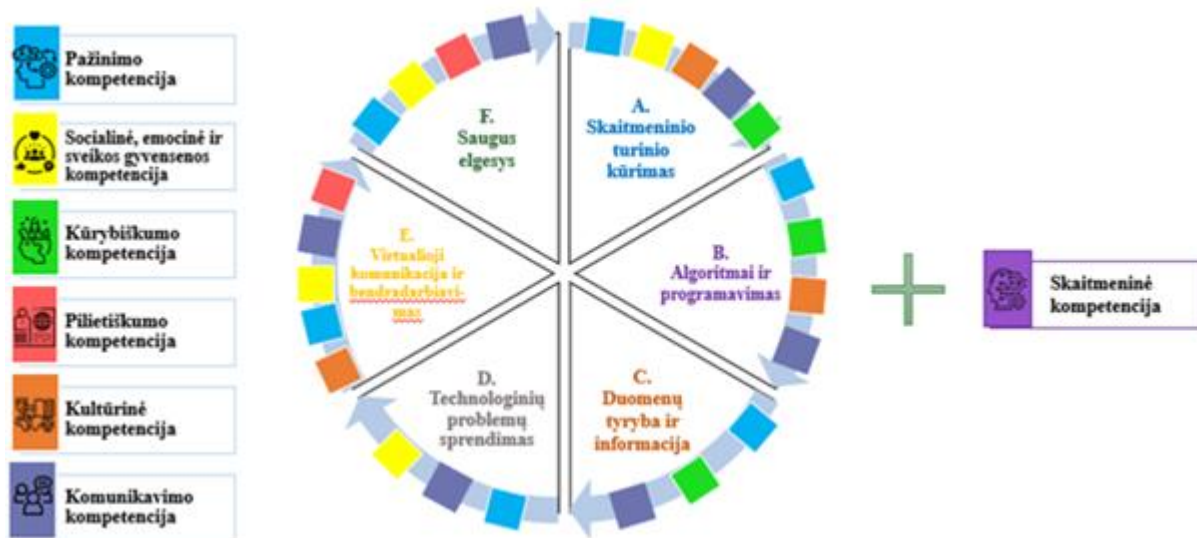 Pažinimo
kompetencija
Socialinė, emocinė ir
sveikos gyvensenos
kompetencija
Kūrybiškumo
kompetencija
Pilietiškumo
kompetencija
Kultūrinė
kompetencija
Komunikavimo
kompetencija
A.
Skaitmeninio
turinio
kūrimas
B.
Algoritmai ir
programavimas
C.
Duomenų
tyryba ir
informacija
D.
Technologinių
problemų
sprendimas
E.
Virtualioji
komunikacija ir
bendradarbiavi-
mas
F.
Saugus
elgesys
Skaitmeninė
kompetencija